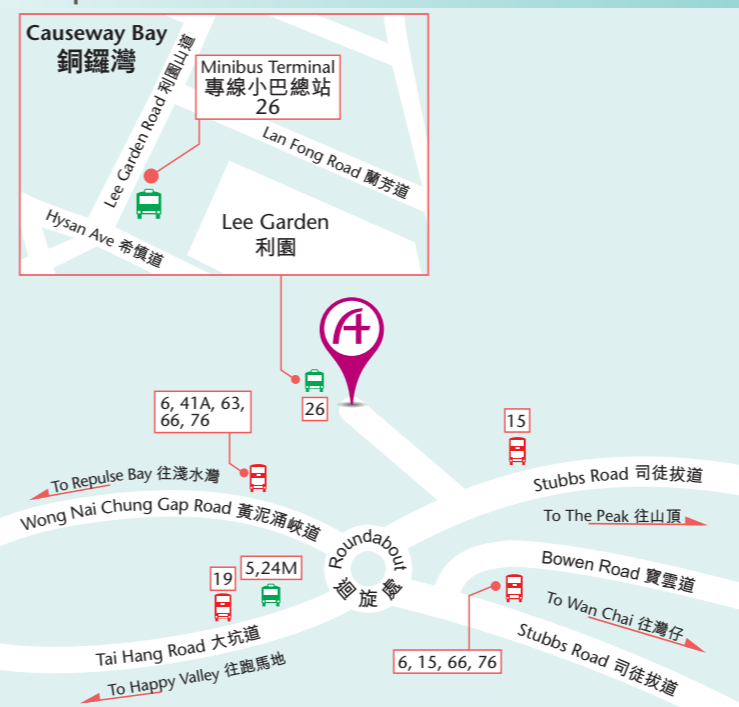 Causeway Bay
銅鑼灣
Lee Garden Road 利園山道
Minibus Terminal
專線小巴總站
26
Lan Fong Road 蘭芳道
Hysan Ave 希慎道
Lee Garden
利園
26
6, 41A, 63,
66, 76
15
To Repulse Bay 往淺水灣
Wong Nai Chung Gap Road 黃泥涌峽道
Stubbs Road 司徒拔道
To The Peak 往山頂
Roundabout
迴旋處
Bowen Road 寶雲道
19
5,24M
To Wan Chai 往灣仔
Tai Hang Road 大坑道
6, 15, 66, 76
Stubbs Road 司徒拔道
To Happy Valley 往跑馬地